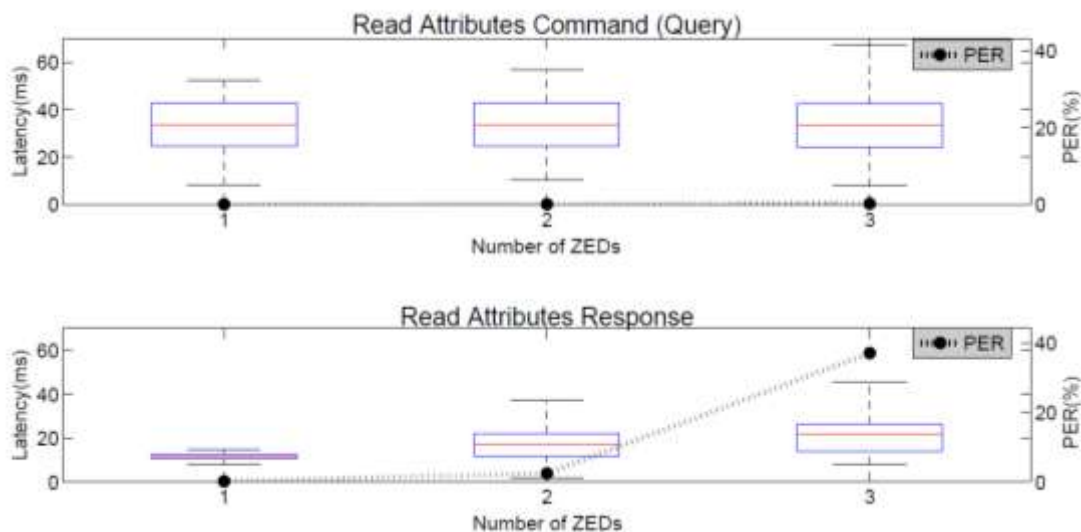 Read Attributes Command (Query)
PER
60
40
20
0
Latency(ms)
40
20
0
PER(%)
1 2 3
Number of ZEDs
Read Attributes Response
PER
60
40
20
0
Latency(ms)
40
20
0
PER(%)
1 2 3
Number of ZEDs